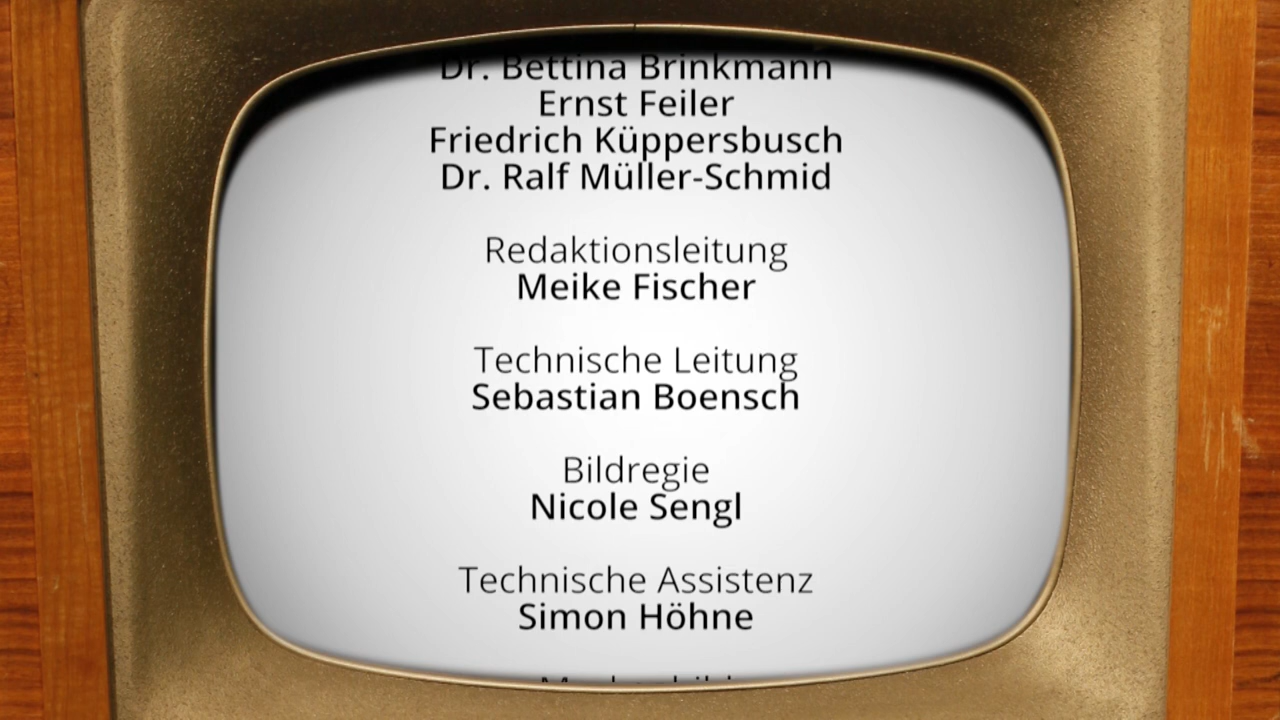 Dr. Bettina Brinkmann
Ernst Feiler
Friedrich Küppersbusch
Dr. Ralf Müller-Schmid
Redaktionsleitung
Meike Fischer
Technische Leitung
Sebastian Boensch
Bildregie
Nicole Sengl
Technische Assistenz
Simon Höhne